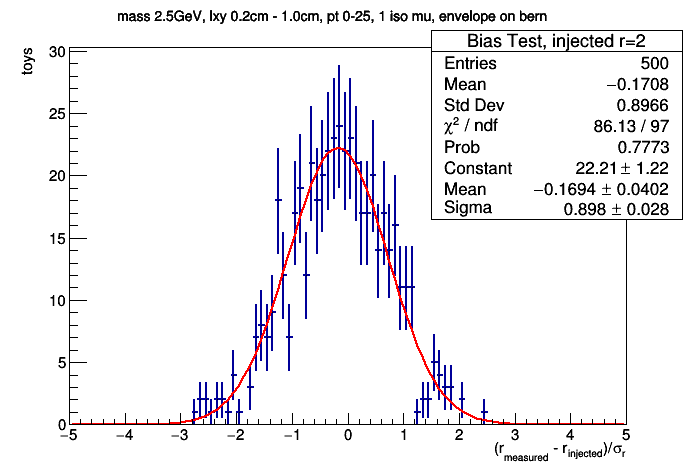 mass 2.5GeV, lxy 0.2cm - 1.0cm, pt 0-25, 1 iso mu, envelope on bern
Bias Test, injected r=2
Entries 500
Mean −0.1708
Std Dev 0.8966
χ² / ndf 86.13 / 97
Prob 0.7773
Constant 22.21 ± 1.22
Mean −0.1694 ± 0.0402
Sigma 0.898 ± 0.028
toys
30
25
20
15
10
5
0
−5 −4 −3 −2 −1 0 1 2 3 4 5
(r_measured - r_injected)/σ_r